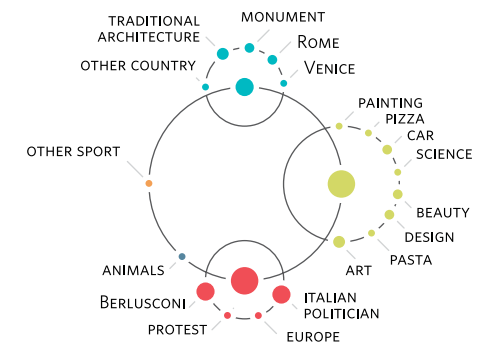 TRADITIONAL
ARCHITECTURE
MONUMENT
ROME
OTHER COUNTRY
VENICE
PAINTING
PIZZA
CAR
SCIENCE
OTHER SPORT
BEAUTY
DESIGN
PASTA
ART
ANIMALS
BERLUSCONI
ITALIAN
POLITICIAN
PROTEST
EUROPE